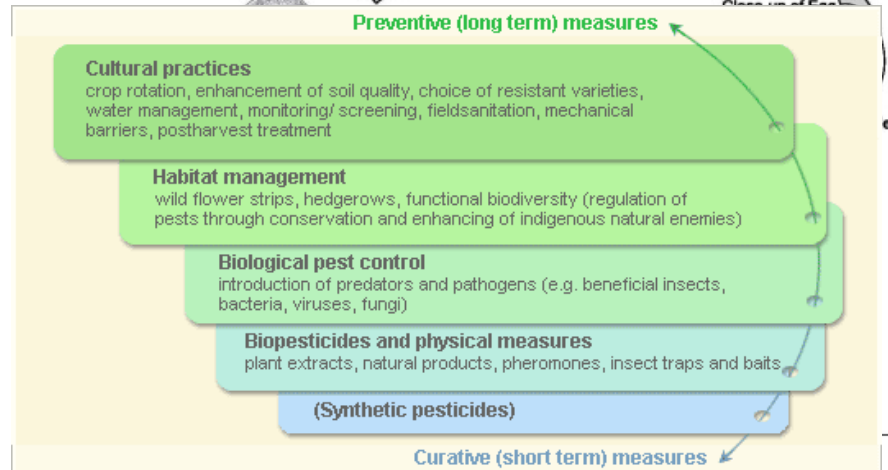 Close up of Egg
Preventive (long term) measures
Cultural practices
crop rotation, enhancement of soil quality, choice of resistant varieties,
water management, monitoring/ screening, fieldsanitation, mechanical
barriers, postharvest treatment
Habitat management
wild flower strips, hedgerows, functional biodiversity (regulation of
pests through conservation and enhancing of indigenous natural enemies)
Biological pest control
introduction of predators and pathogens (e.g. beneficial insects,
bacteria, viruses, fungi)
Biopesticides and physical measures
plant extracts, natural products, pheromones, insect traps and baits
(Synthetic pesticides)
Curative (short term) measures